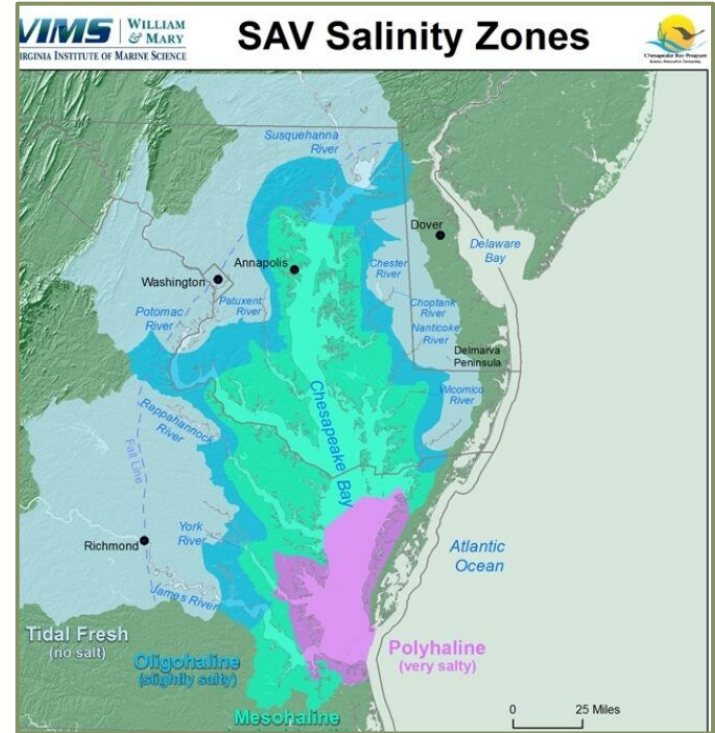 VIMS
WILLIAM
& MARY
VIRGINIA INSTITUTE OF MARINE SCIENCE
SAV Salinity Zones
Chesapeake Bay Program
Susquehanna
River
Dover
Delaware
Bay
Annapolis
Washington
Chester
River
Patuxent
River
Potomac
River
Choptank
River
Nanticoke
River
Delmarva
Peninsula
Wicomico
River
Chesapeake Bay
Rappahannock
River
Fall Line
York
River
Richmond
James River
Atlantic
Ocean
Tidal Fresh
(no salt)
Oligohaline
(slightly salty)
Polyhaline
(very salty)
Mesohaline
0 25 Miles